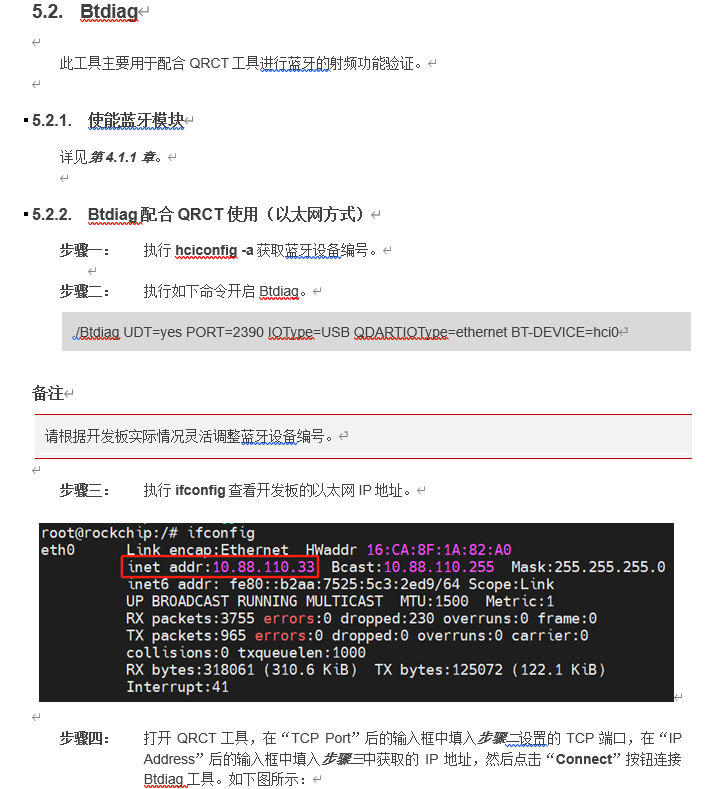 5.2. Btdiag
此工具主要用于配合 QRCT 工具进行蓝牙的射频功能验证。
5.2.1. 使能蓝牙模块
详见第 4.1.1 章。
5.2.2. Btdiag 配合 QRCT 使用（以太网方式）
步骤一： 执行 hciconfig -a 获取蓝牙设备编号。
步骤二： 执行如下命令开启 Btdiag。
./Btdiag UDT=yes PORT=2390 IOType=USB QDARTIOType=ethernet BT-DEVICE=hci0
备注
请根据开发板实际情况灵活调整蓝牙设备编号。
步骤三： 执行 ifconfig 查看开发板的以太网 IP 地址。
root@rockchip:/# ifconfig
eth0 Link encap:Ethernet HWaddr 16:CA:8F:1A:82:A0
inet addr:10.88.110.33 Bcast:10.88.110.255 Mask:255.255.255.0
inet6 addr: fe80::b2aa:7525:5c3:2ed9/64 Scope:Link
UP BROADCAST RUNNING MULTICAST MTU:1500 Metric:1
RX packets:3755 errors:0 dropped:230 overruns:0 frame:0
TX packets:965 errors:0 dropped:0 overruns:0 carrier:0
collisions:0 txqueuelen:1000
RX bytes:318061 (310.6 KiB) TX bytes:125072 (122.1 KiB)
Interrupt:41
步骤四： 打开 QRCT 工具，在“TCP Port”后的输入框中填入步骤二设置的 TCP 端口，在“IP
Address”后的输入框中填入步骤三中获取的 IP 地址，然后点击“Connect”按钮连接
Btdiag 工具。如下图所示：